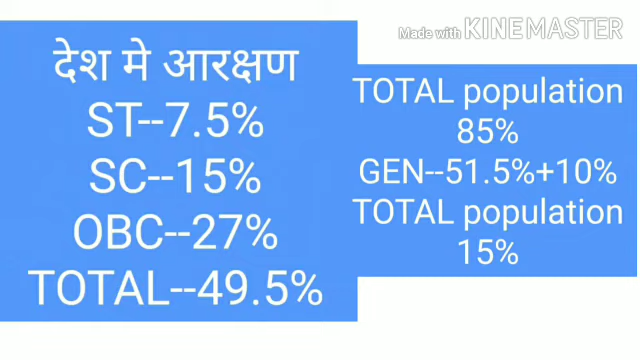 Made with KINEMASTER
देश मे आरक्षण
ST--7.5%
SC--15%
OBC--27%
TOTAL--49.5%
TOTAL population
85%
GEN--51.5%+10%
TOTAL population
15%